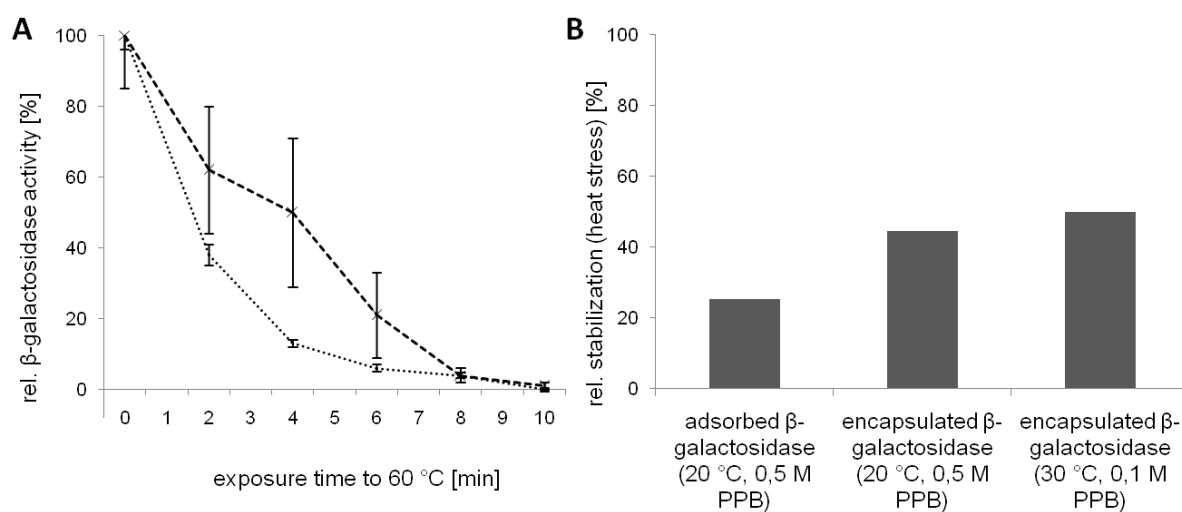 A
rel. β-galactosidase activity [%]
100
80
60
40
20
0
0 1 2 3 4 5 6 7 8 9 10
exposure time to 60 °C [min]
B
rel. stabilization (heat stress) [%]
100
80
60
40
20
0
adsorbed β-
galactosidase
(20 °C, 0,5 M
PPB)
encapsulated β-
galactosidase
(20 °C, 0,5 M
PPB)
encapsulated β-
galactosidase
(30 °C, 0,1 M
PPB)